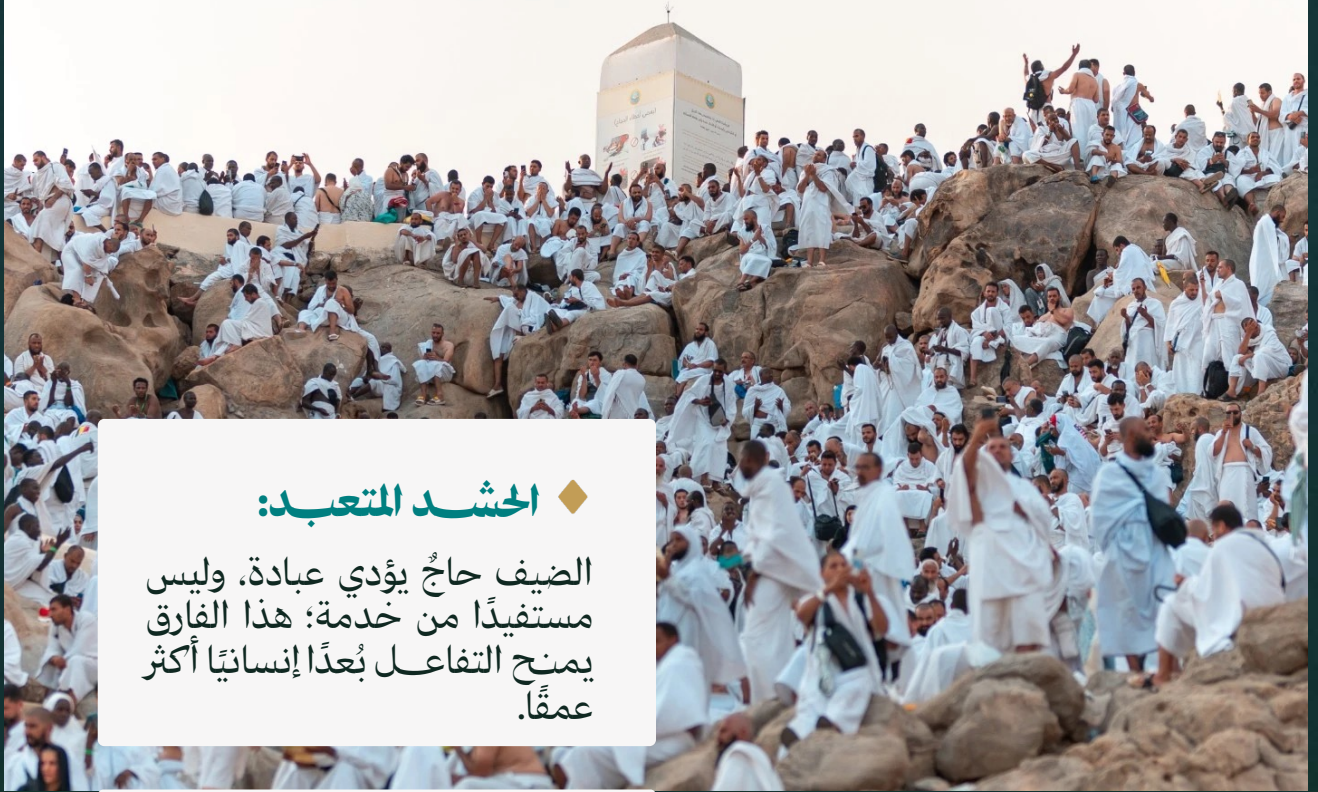 الحشد المتعبد:
الضيف حاجٌ يؤدي عبادة، وليس
مستفيدًا من خدمة؛ هذا الفارق
يمنح التفاعل بُعدًا إنسانيًا أكثر
عمقًا.